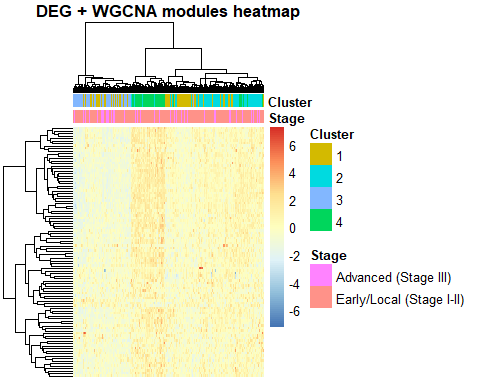 DEG + WGCNA modules heatmap
Cluster
Stage
6
4
2
0
-2
-4
-6
Cluster
1
2
3
4
Stage
Advanced (Stage III)
Early/Local (Stage I-II)